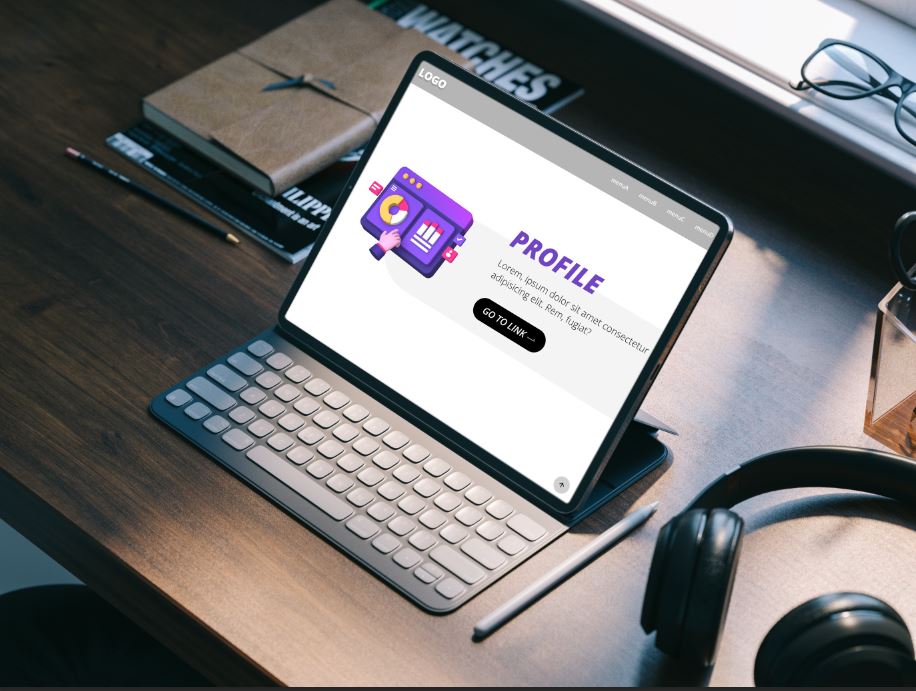 WATCHES
LOGO
menuA menuB menuC menuD
PROFILE
Lorem, ipsum dolor sit amet consectetur
adipisicing elit. Rem, fugiat?
GO TO LINK →